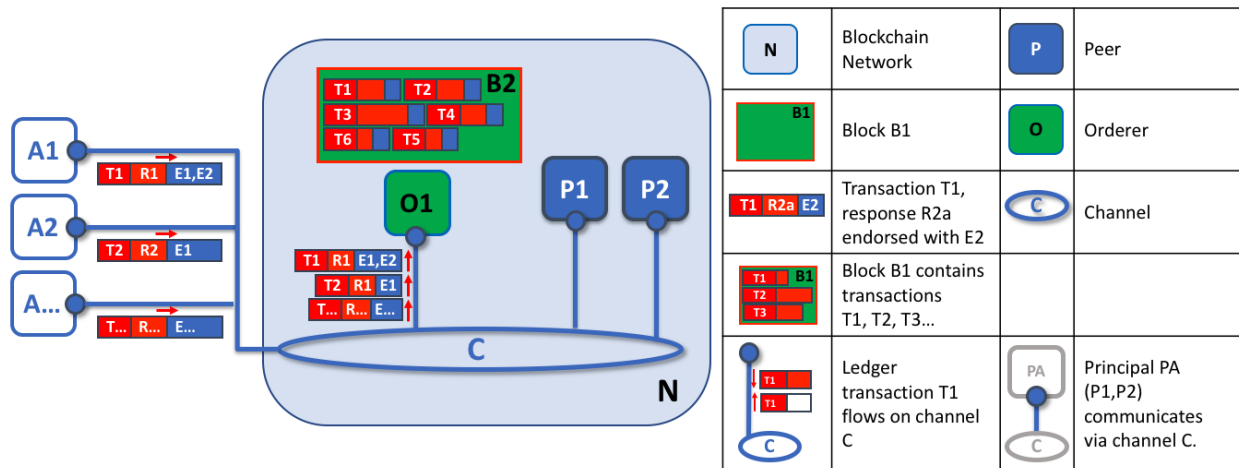 B2
T1 T2
T3 T4
T6 T5
A1
T1 R1 E1,E2
A2
T2 R2 E1
A...
T... R... E...
O1
P1
P2
T1 R1 E1,E2
T2 R1 E1
T... R... E...
C
N
N
Blockchain
Network
P
Peer
B1
Block B1
O
Orderer
T1 R2a E2
Transaction T1,
response R2a
endorsed with E2
C
Channel
B1
T1
T2
T3
Block B1 contains
transactions
T1, T2, T3...
T1
T1
C
Ledger
transaction T1
flows on channel
C
PA
C
Principal PA
(P1,P2)
communicates
via channel C.